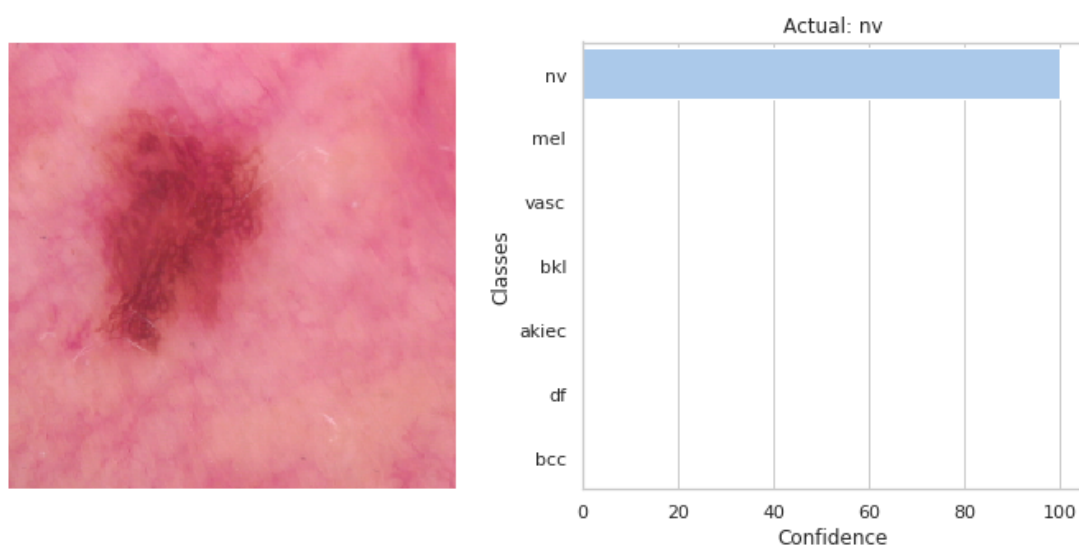 Actual: nv
Classes
nv
mel
vasc
bkl
akiec
df
bcc
0 20 40 60 80 100
Confidence